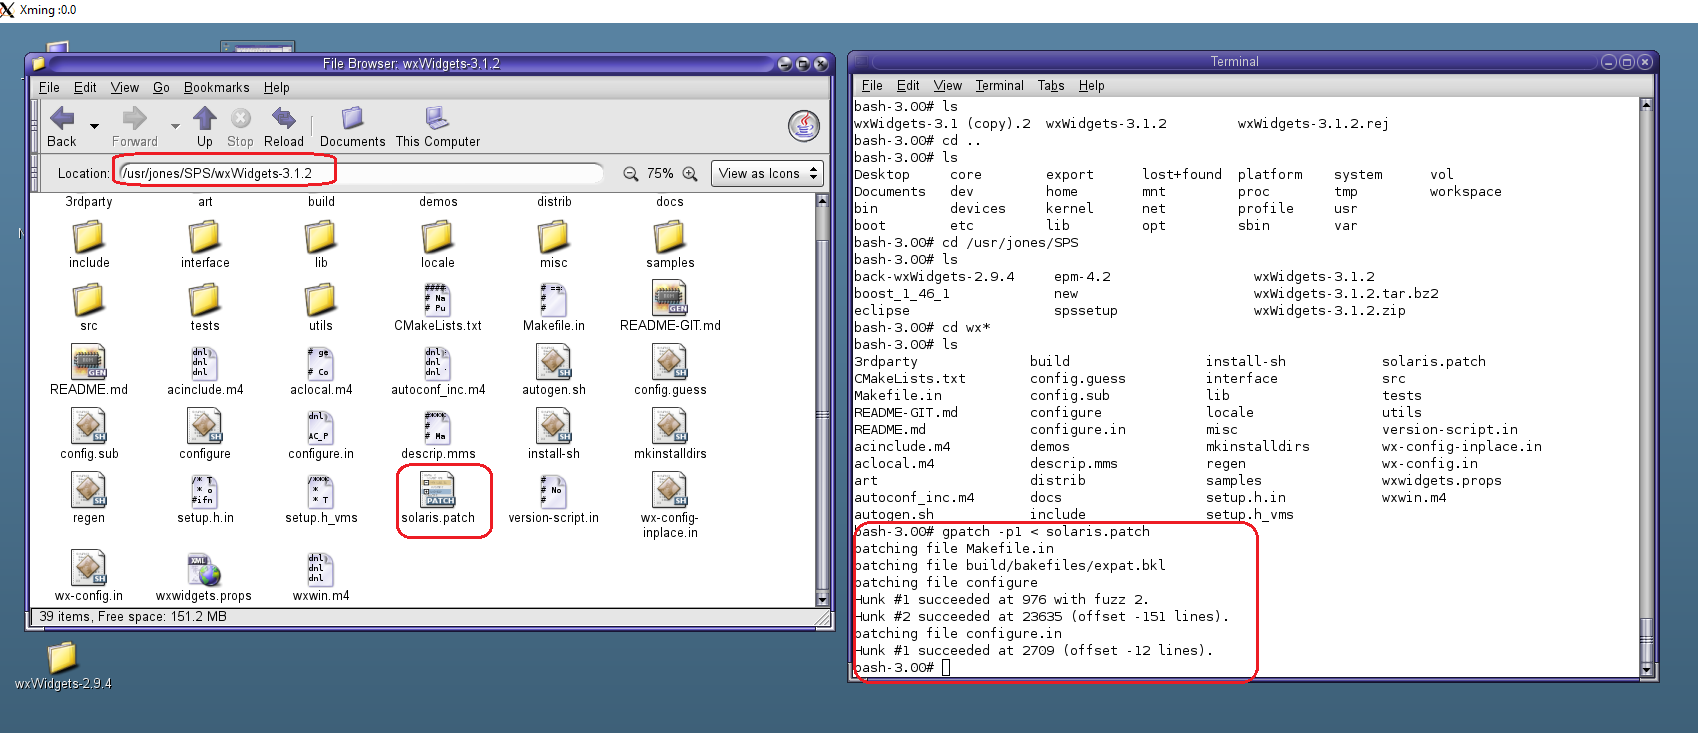 Xming :0.0
File Browser: wxWidgets-3.1.2
File Edit View Go Bookmarks Help
Back Forward Up Stop Reload Documents This Computer
Location: /usr/jones/SPS/wxWidgets-3.1.2 75% View as Icons
3rdparty art build demos distrib docs
include interface lib locale misc samples
src tests utils CMakeLists.txt Makefile.in README-GIT.md
README.md acinclude.m4 aclocal.m4 autoconf_inc.m4 autogen.sh config.guess
config.sub configure configure.in descrip.mms install-sh mkinstalldirs
regen setup.h.in setup.h_vms solaris.patch version-script.in wx-config-
inplace.in
wx-config.in wxwidgets.props wxwin.m4
39 items, Free space: 151.2 MB
wxWidgets-2.9.4
Terminal
File Edit View Terminal Tabs Help
bash-3.00# ls
wxWidgets-3.1 (copy).2 wxWidgets-3.1.2 wxWidgets-3.1.2.rej
bash-3.00# cd ..
bash-3.00# ls
Desktop core export lost+found platform system vol
Documents dev home mnt proc tmp workspace
bin devices kernel net profile usr
boot etc lib opt sbin var
bash-3.00# cd /usr/jones/SPS
bash-3.00# ls
back-wxWidgets-2.9.4 epm-4.2 wxWidgets-3.1.2
boost_1_46_1 new wxWidgets-3.1.2.tar.bz2
eclipse spssetup wxWidgets-3.1.2.zip
bash-3.00# cd wx*
bash-3.00# ls
3rdparty build install-sh solaris.patch
CMakeLists.txt config.guess interface src
Makefile.in config.sub lib tests
README-GIT.md configure locale utils
README.md configure.in misc version-script.in
acinclude.m4 demos mkinstalldirs wx-config-inplace.in
aclocal.m4 descrip.mms regen wx-config.in
art distrib samples wxwidgets.props
autoconf_inc.m4 docs setup.h.in wxwin.m4
autogen.sh include setup.h_vms
bash-3.00# gpatch -p1 < solaris.patch
patching file Makefile.in
patching file build/bakefiles/expat.bkl
patching file configure
Hunk #1 succeeded at 976 with fuzz 2.
Hunk #2 succeeded at 23635 (offset -151 lines).
patching file configure.in
Hunk #1 succeeded at 2709 (offset -12 lines).
bash-3.00#